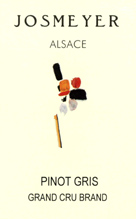 JOSMEYER
ALSACE
PINOT GRIS
GRAND CRU BRAND